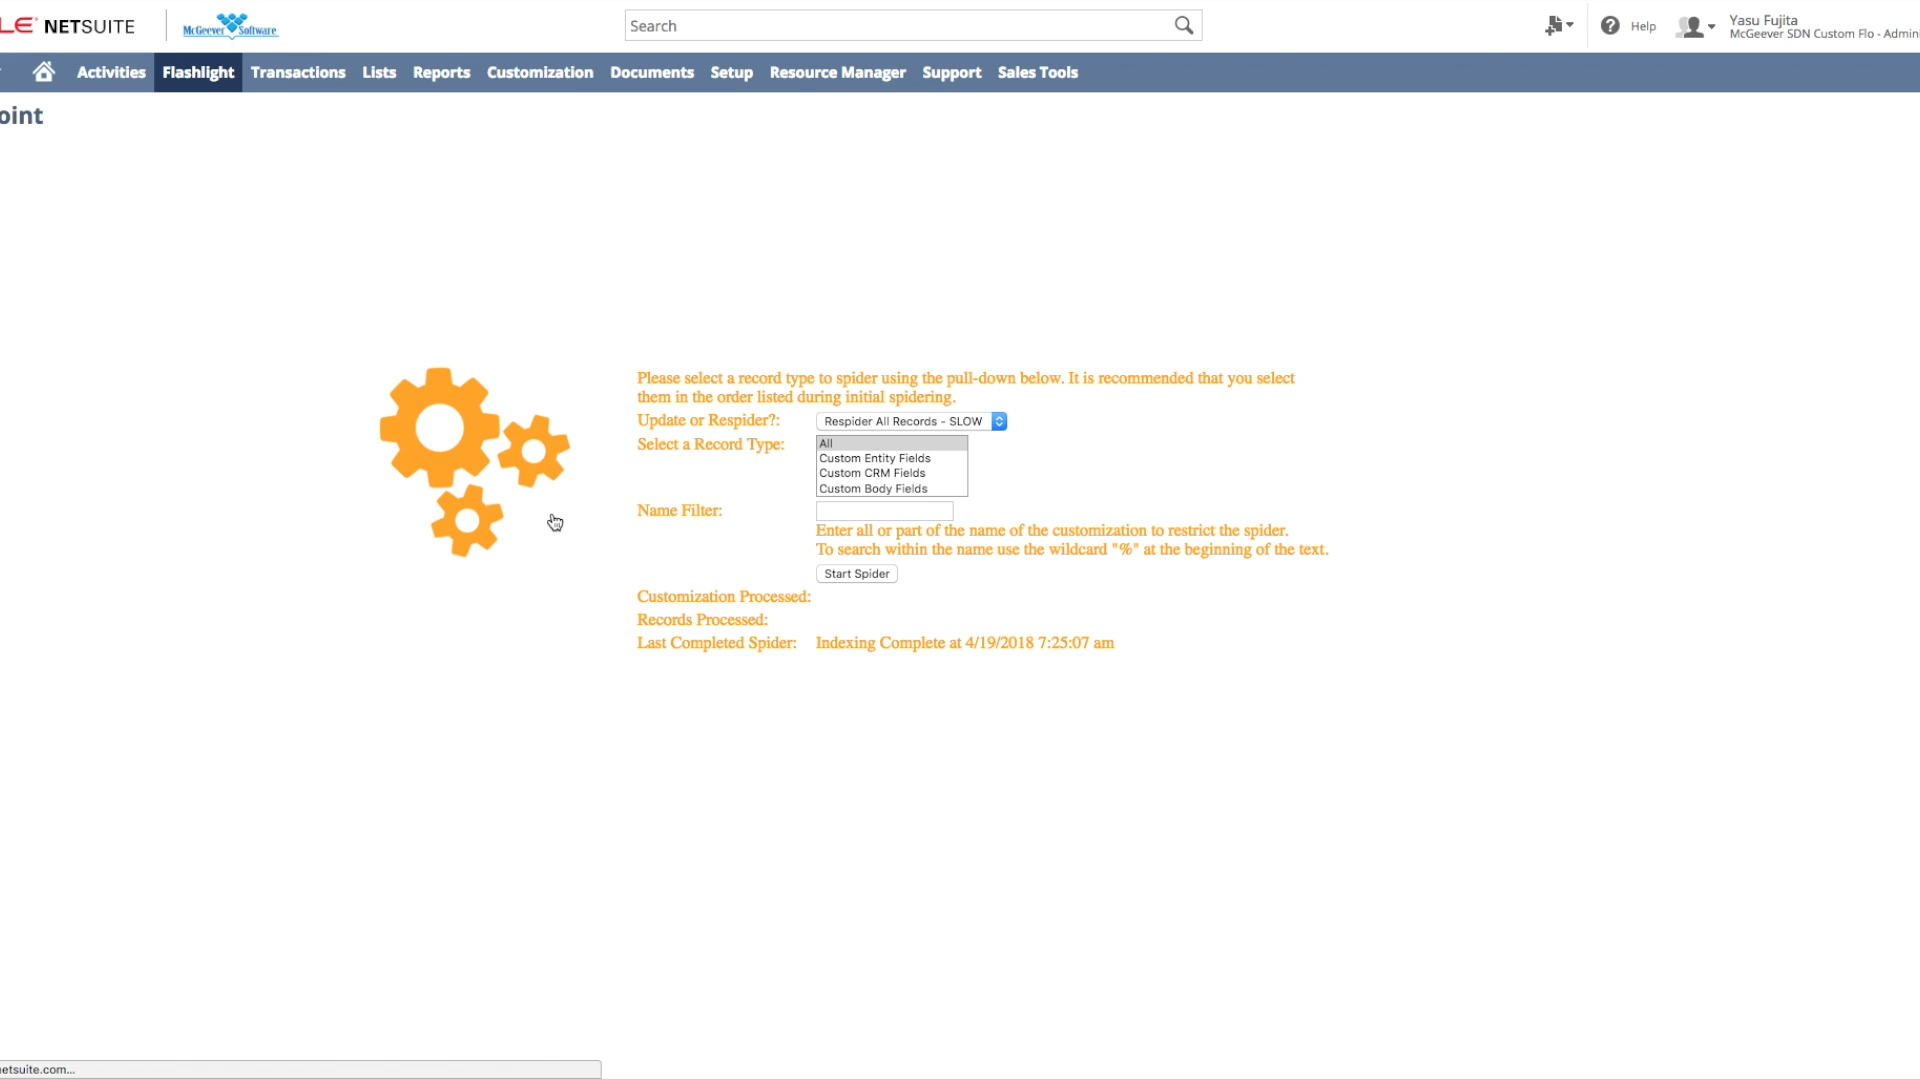 LE NETSUITE
McGeever Software
Search
Help
Yasu Fujita
McGeever SDN Custom Flo - Admini
Activities Flashlight Transactions Lists Reports Customization Documents Setup Resource Manager Support Sales Tools
oint
Please select a record type to spider using the pull-down below. It is recommended that you select
them in the order listed during initial spidering.
Update or Respider?: Respider All Records - SLOW
Select a Record Type: All
Custom Entity Fields
Custom CRM Fields
Custom Body Fields
Name Filter:
Enter all or part of the name of the customization to restrict the spider.
To search within the name use the wildcard "%" at the beginning of the text.
Start Spider
Customization Processed:
Records Processed:
Last Completed Spider: Indexing Complete at 4/19/2018 7:25:07 am
etsuite.com...